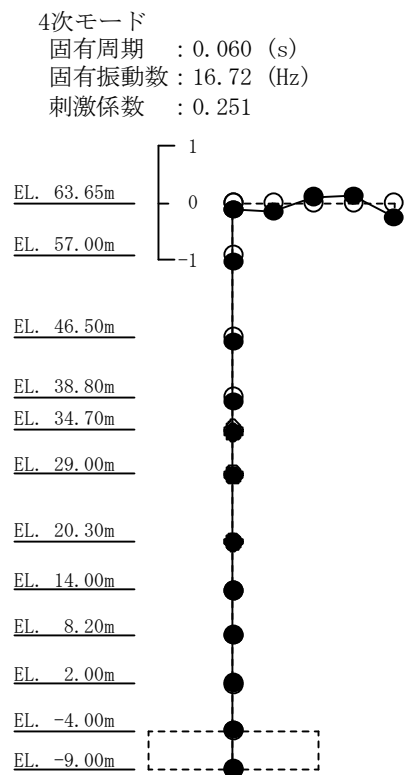 4次モード
固有周期 : 0.060 (s)
固有振動数 : 16.72 (Hz)
刺激係数 : 0.251
1
EL. 63.65m
0
EL. 57.00m
-1
EL. 46.50m
EL. 38.80m
EL. 34.70m
EL. 29.00m
EL. 20.30m
EL. 14.00m
EL. 8.20m
EL. 2.00m
EL. -4.00m
EL. -9.00m